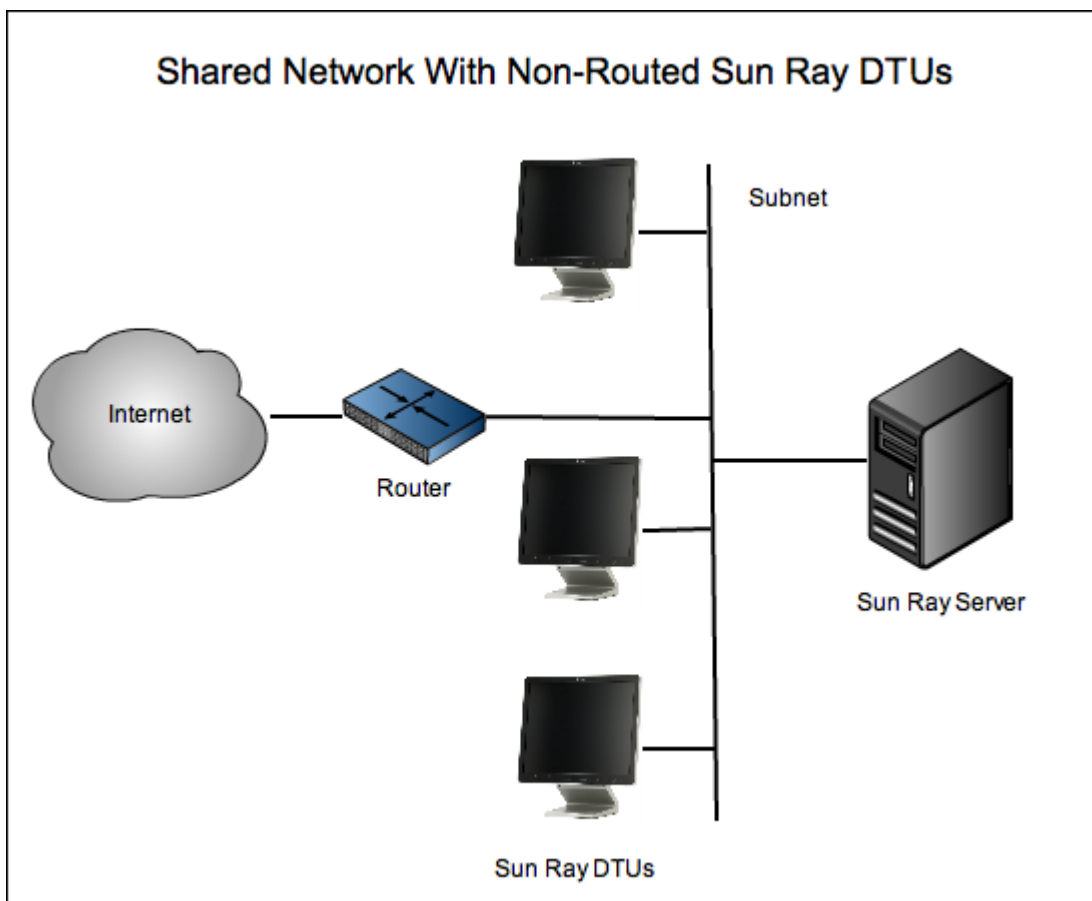 Shared Network With Non-Routed Sun Ray DTUs
Subnet
Internet
Router
Sun Ray Server
Sun Ray DTUs